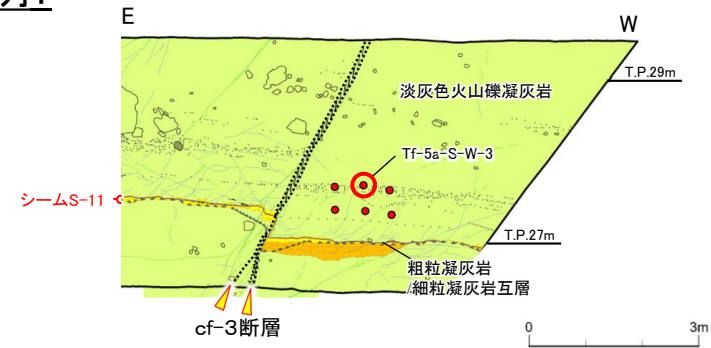 E
W
T.P.29m
淡灰色火山礫凝灰岩
Tf-5a-S-W-3
シームS-11
T.P.27m
粗粒凝灰岩
/細粒凝灰岩互層
cf-3断層
0
3m